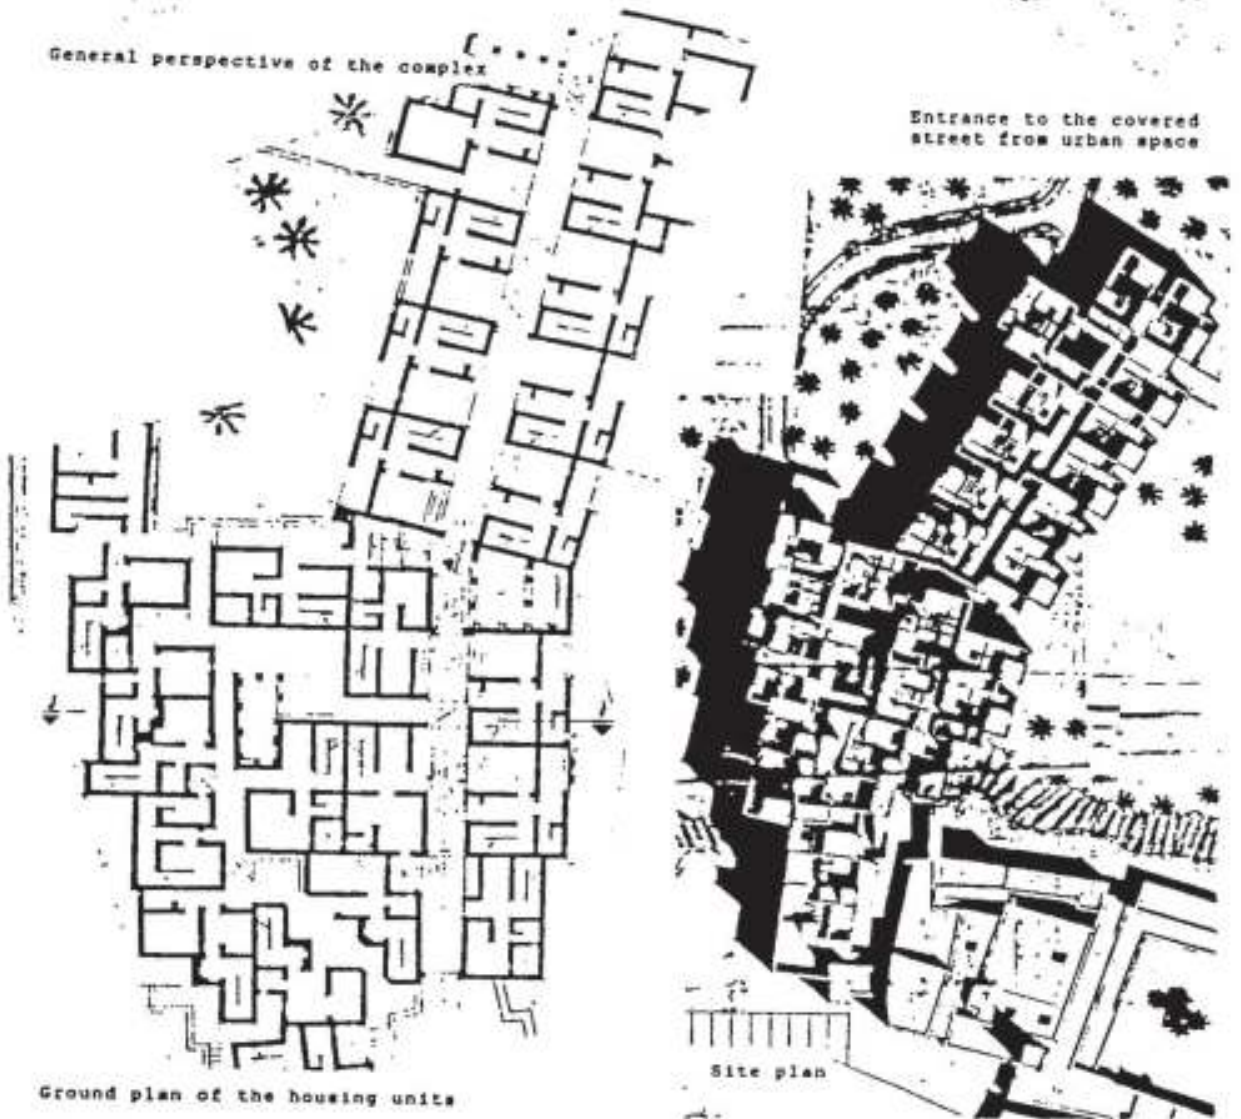 General perspective of the complex
Entrance to the covered
street from urban space
Site plan
Ground plan of the housing units